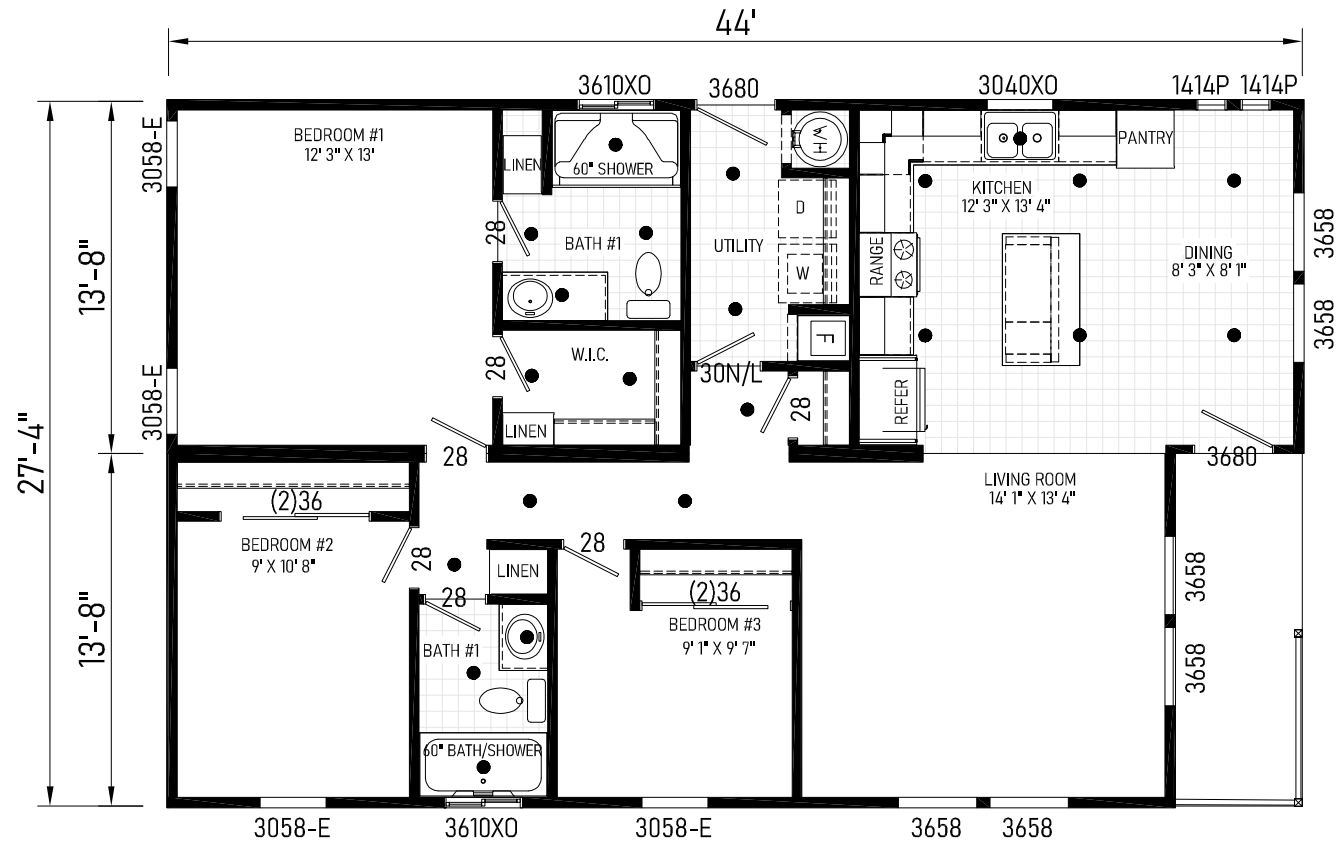 44'
3610XO
3680
3040XO
1414P
1414P
3058-E
BEDROOM #1
12' 3" X 13'
LINEN
60" SHOWER
WH
PANTRY
KITCHEN
12' 3" X 13' 4"
28
BATH #1
UTILITY
D
W
RANGE
DINING
8' 3" X 8' 1"
3658
3658
13'-8"
27'-4"
3058-E
28
W.I.C.
LINEN
F
30N/L
28
REFER
28
3680
(2)36
BEDROOM #2
9' X 10' 8"
LIVING ROOM
14' 1" X 13' 4"
28
28
LINEN
28
(2)36
BEDROOM #3
9' 1" X 9' 7"
3658
3658
13'-8"
BATH #1
60" BATH/SHOWER
3058-E
3610XO
3058-E
3658
3658